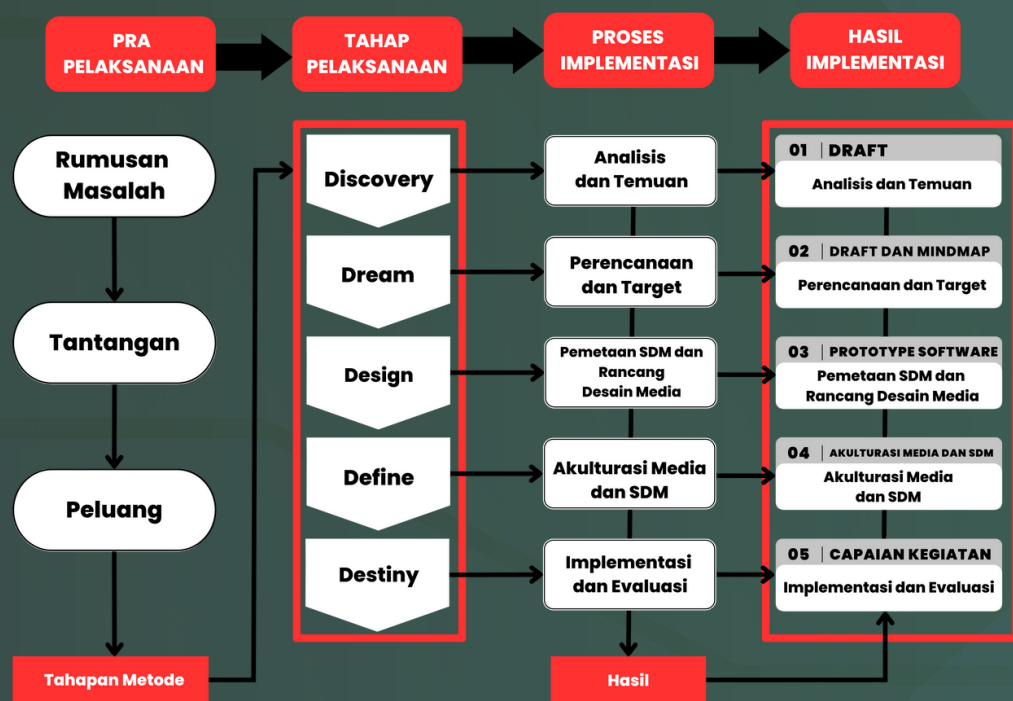 PRA
PELAKSANAAN
TAHAP
PELAKSANAAN
PROSES
IMPLEMENTASI
HASIL
IMPLEMENTASI
Rumusan
Masalah
Tantangan
Peluang
Tahapan Metode
Discovery
Dream
Design
Define
Destiny
Analisis
dan Temuan
Perencanaan
dan Target
Pemetaan SDM dan
Rancang
Desain Media
Akulturasi Media
dan SDM
Implementasi
dan Evaluasi
Hasil
01 | DRAFT
Analisis dan Temuan
02 | DRAFT DAN MINDMAP
Perencanaan dan Target
03 | PROTOTYPE SOFTWARE
Pemetaan SDM dan
Rancang Desain Media
04 | AKULTURASI MEDIA DAN SDM
Akulturasi Media
dan SDM
05 | CAPAIAN KEGIATAN
Implementasi dan Evaluasi